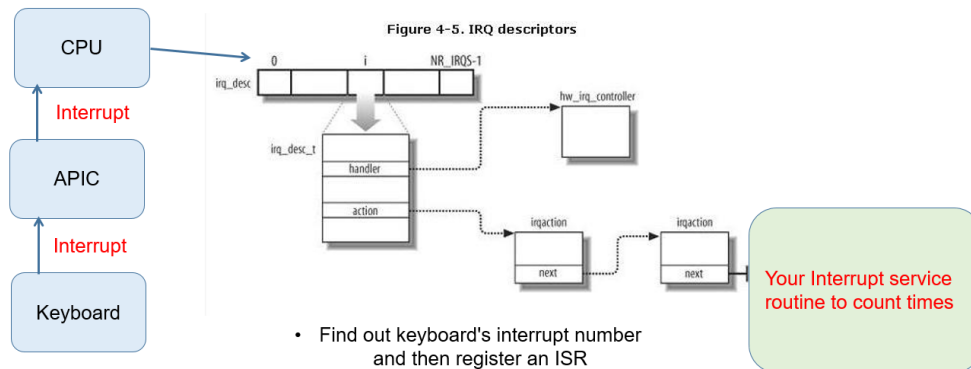 CPU
Interrupt
APIC
Interrupt
Keyboard
Figure 4-5. IRQ descriptors
0 i NR_IRQS-1
irq_desc
hw_irq_controller
irq_desc_t
handler
action
irqaction irqaction
next next
Your Interrupt service
routine to count times
• Find out keyboard's interrupt number
and then register an ISR